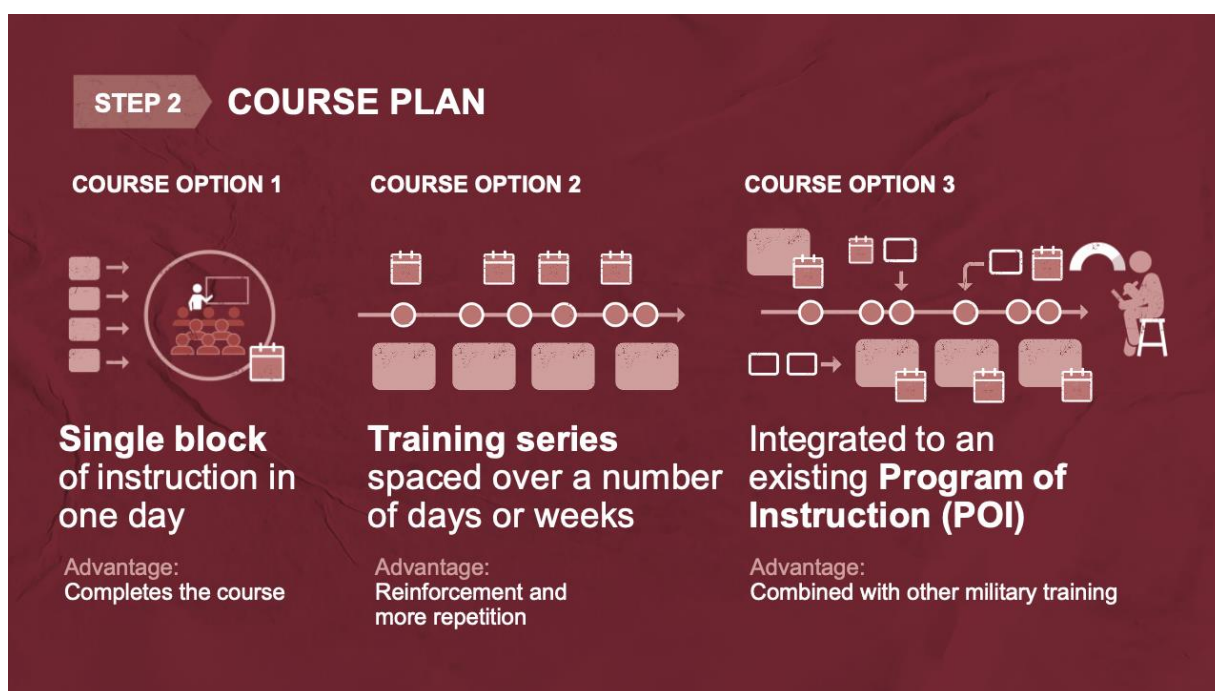 STEP 2
COURSE PLAN
COURSE OPTION 1
Single block
of instruction in
one day
Advantage:
Completes the course
COURSE OPTION 2
Training series
spaced over a number
of days or weeks
Advantage:
Reinforcement and
more repetition
COURSE OPTION 3
Integrated to an
existing Program of
Instruction (POI)
Advantage:
Combined with other military training